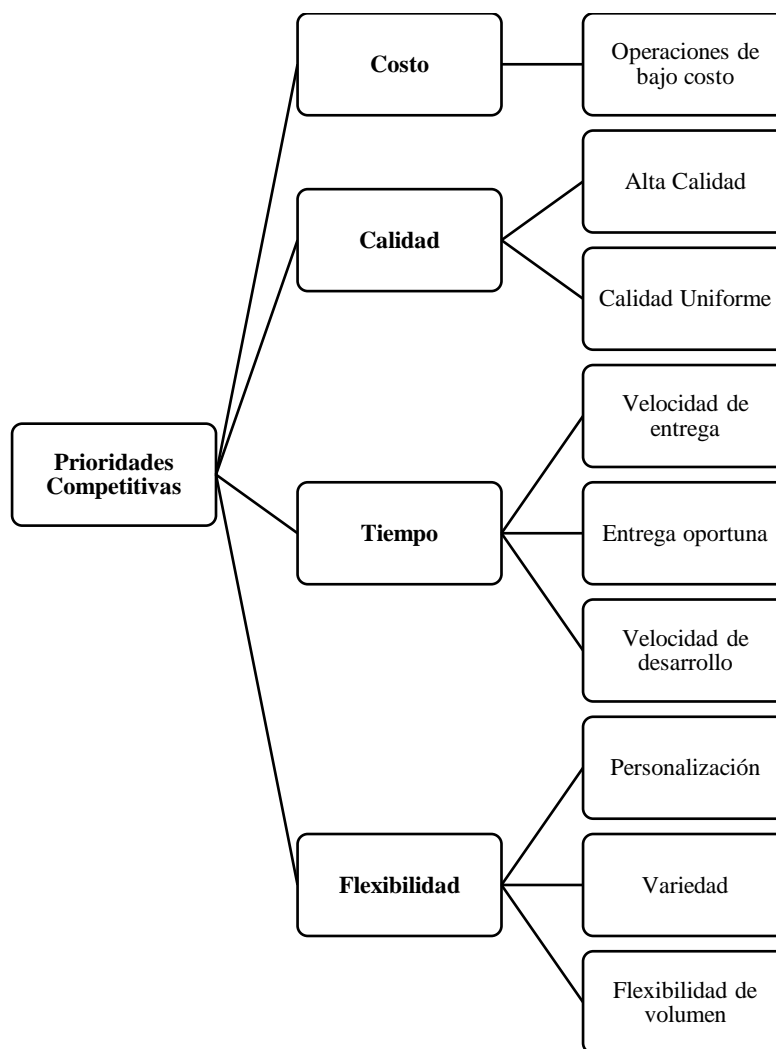 Prioridades
Competitivas
Costo
Operaciones de
bajo costo
Calidad
Alta Calidad
Calidad Uniforme
Tiempo
Velocidad de
entrega
Entrega oportuna
Velocidad de
desarrollo
Flexibilidad
Personalización
Variedad
Flexibilidad de
volumen